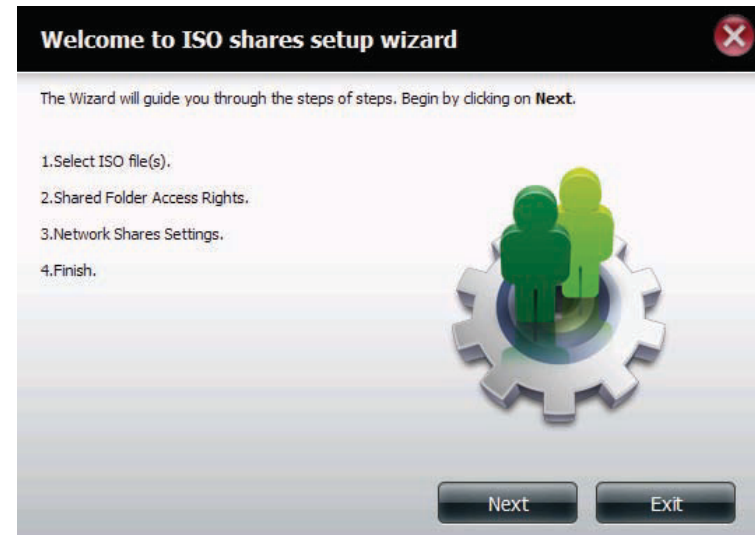 Welcome to ISO shares setup wizard
The Wizard will guide you through the steps of steps. Begin by clicking on Next.
1.Select ISO file(s).
2.Shared Folder Access Rights.
3.Network Shares Settings.
4.Finish.
Next Exit